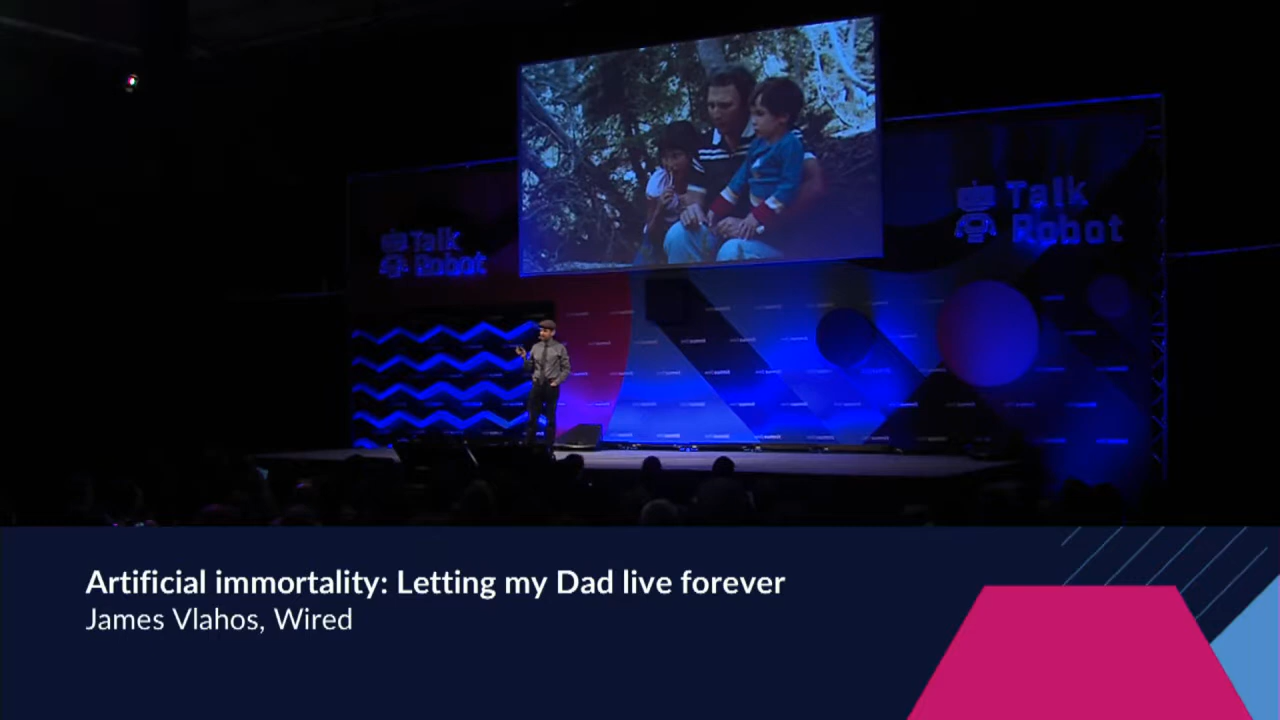 Talk
Robot
Talk
Robot
Artificial immortality: Letting my Dad live forever
James Vlahos, Wired